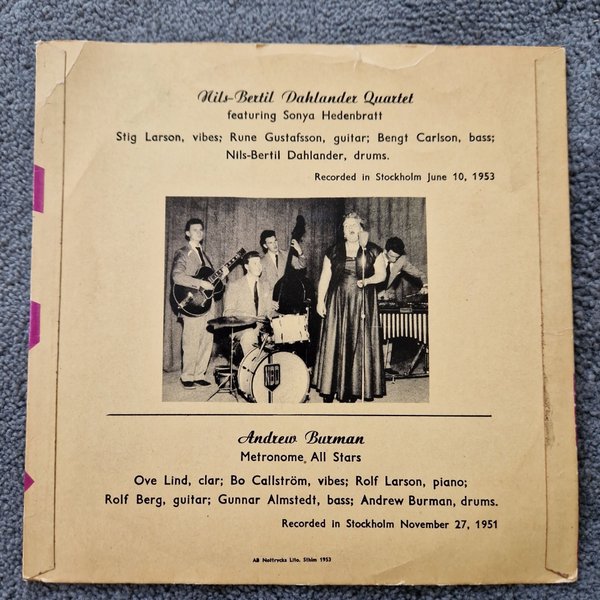 Nils-Bertil Dahlander Quartet
featuring Sonya Hedenbratt
Stig Larson, vibes; Rune Gustafsson, guitar; Bengt Carlson, bass;
Nils-Bertil Dahlander, drums.
Recorded in Stockholm June 10, 1953
NBD
Andrew Burman
Metronome All Stars
Ove Lind, clar; Bo Callström, vibes; Rolf Larson, piano;
Rolf Berg, guitar; Gunnar Almstedt, bass; Andrew Burman, drums.
Recorded in Stockholm November 27, 1951
AB Nottrycks Lito, Sthlm 1953